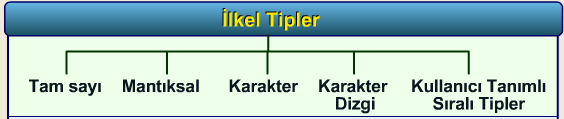 İlkel Tipler
Tam sayı Mantıksal Karakter Karakter Kullanıcı Tanımlı
Dizgi Sıralı Tipler